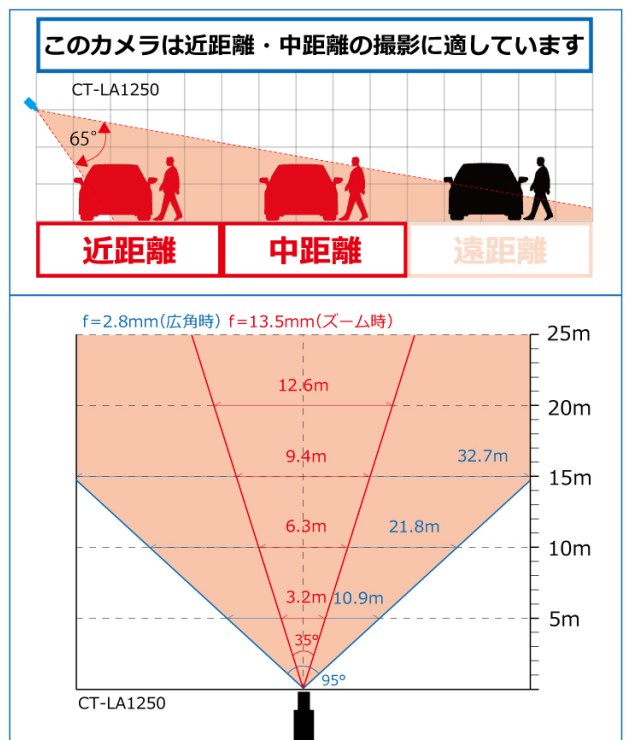 このカメラは近距離・中距離の撮影に適しています
CT-LA1250
65°
近距離
中距離
遠距離
f=2.8mm(広角時) f=13.5mm(ズーム時)
25m
12.6m
20m
9.4m
32.7m
15m
6.3m
21.8m
10m
3.2m
10.9m
5m
35°
95°
CT-LA1250